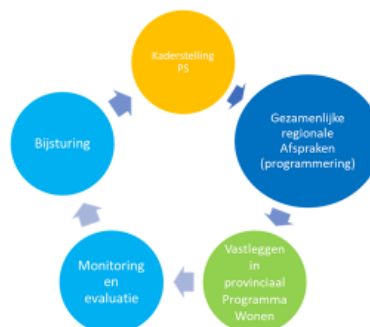 Kaderstelling
PS
Gezamenlijke
regionale
Afspraken
(programmering)
Vastleggen
in
provinciaal
Programma
Wonen
Monitoring
en
evaluatie
Bijsturing